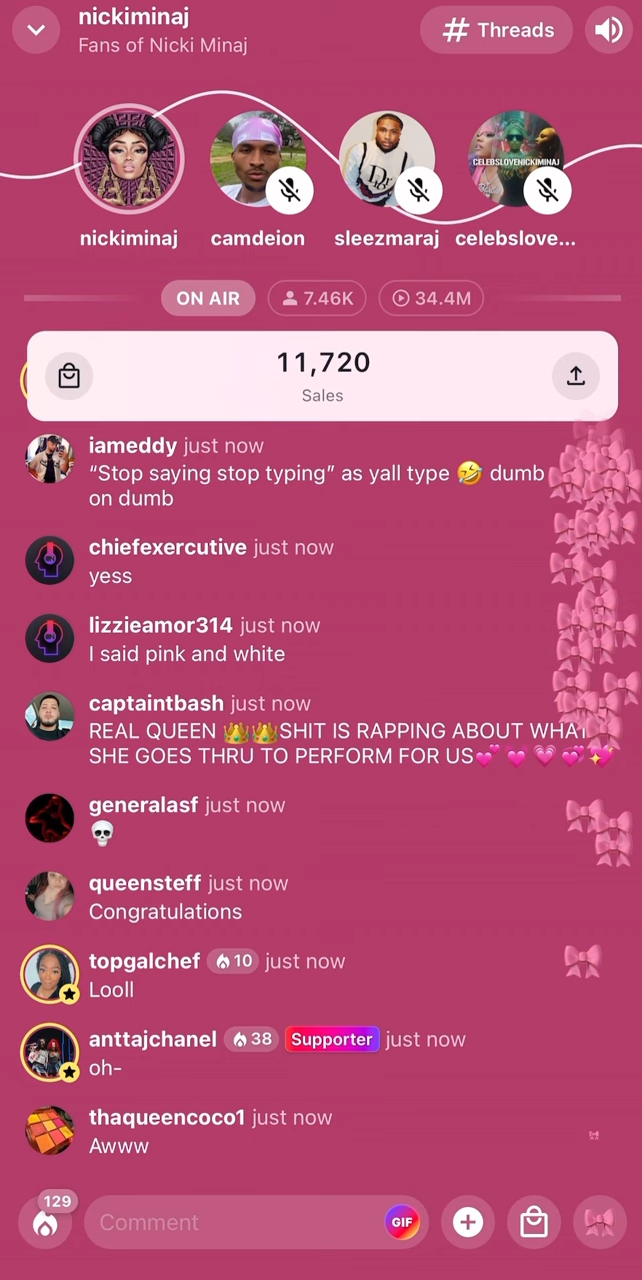 nickiminaj
Fans of Nicki Minaj
# Threads
CELEBSLOVENICKIMINAJ
nickiminaj
camdeion
sleezmaraj
celebslove...
ON AIR
7.46K
34.4M
11,720
Sales
iameddy just now
“Stop saying stop typing” as yall type 🤣 dumb
on dumb
chiefexercutive just now
yess
lizzieamor314 just now
I said pink and white
captaintbash just now
REAL QUEEN 👑👑SHIT IS RAPPING ABOUT WHAT
SHE GOES THRU TO PERFORM FOR US💕💓💗💞💖
generalasf just now
💀
queensteff just now
Congratulations
topgalchef 10 just now
Looll
anttajchanel 38 Supporter just now
oh-
thaqueencoco1 just now
Awww
129
Comment
GIF